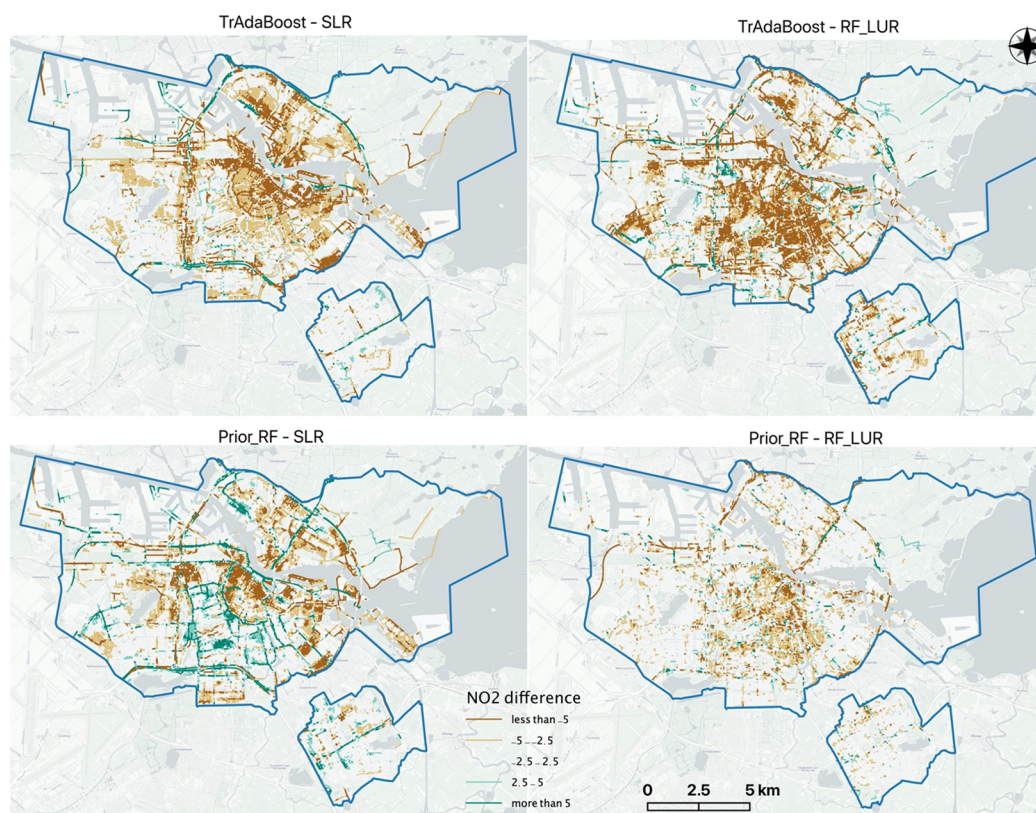 TrAdaBoost - SLR
TrAdaBoost - RF_LUR
Prior_RF - SLR
Prior_RF - RF_LUR
NO2 difference
less than -5
-5 - -2.5
-2.5 - 2.5
2.5 - 5
more than 5
0 2.5 5 km